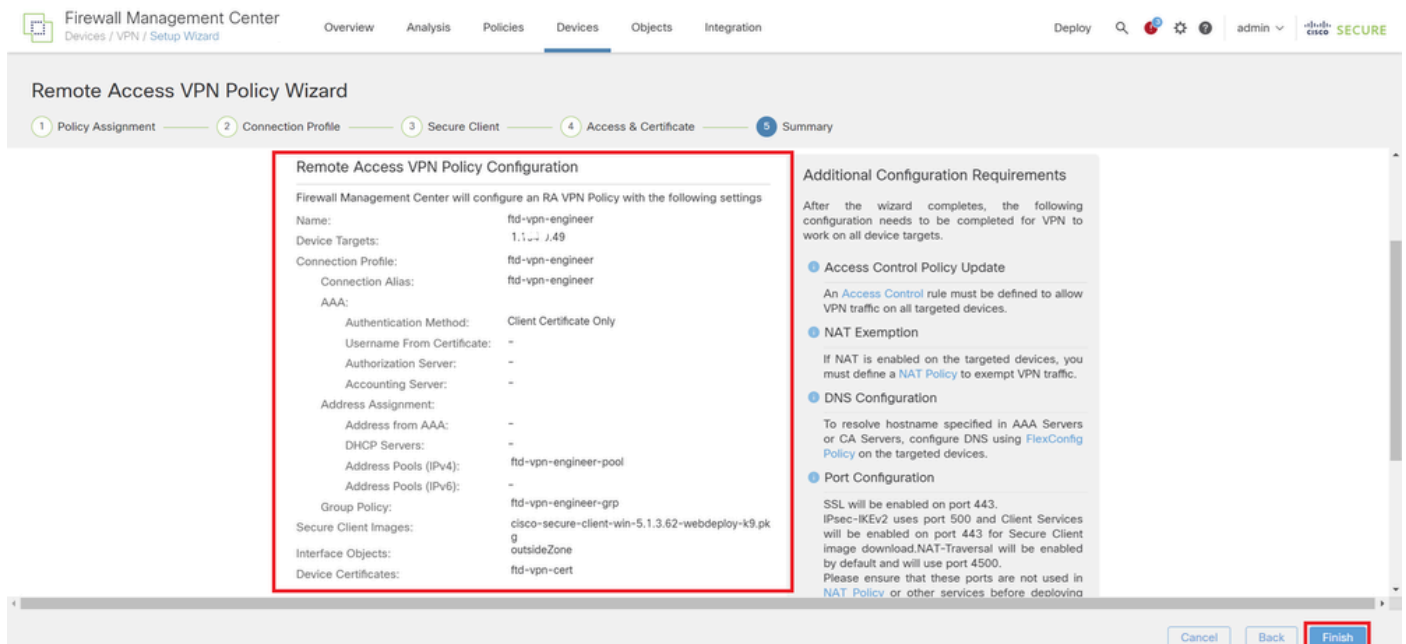 Firewall Management Center
Devices / VPN / Setup Wizard
Overview Analysis Policies Devices Objects Integration
Deploy admin cisco SECURE
Remote Access VPN Policy Wizard
1 Policy Assignment 2 Connection Profile 3 Secure Client 4 Access & Certificate 5 Summary
Remote Access VPN Policy Configuration
Firewall Management Center will configure an RA VPN Policy with the following settings
Name: ftd-vpn-engineer
Device Targets:
Connection Profile: ftd-vpn-engineer
Connection Alias: ftd-vpn-engineer
AAA:
Authentication Method: Client Certificate Only
Username From Certificate: -
Authorization Server: -
Accounting Server: -
Address Assignment:
Address from AAA: -
DHCP Servers: -
Address Pools (IPv4): ftd-vpn-engineer-pool
Address Pools (IPv6): -
Group Policy: ftd-vpn-engineer-grp
Secure Client Images: cisco-secure-client-win-5.1.3.62-webdeploy-k9.pk
g
Interface Objects: outsideZone
Device Certificates: ftd-vpn-cert
Additional Configuration Requirements
After the wizard completes, the following
configuration needs to be completed for VPN to
work on all device targets.
Access Control Policy Update
An Access Control rule must be defined to allow
VPN traffic on all targeted devices.
NAT Exemption
If NAT is enabled on the targeted devices, you
must define a NAT Policy to exempt VPN traffic.
DNS Configuration
To resolve hostname specified in AAA Servers
or CA Servers, configure DNS using FlexConfig
Policy on the targeted devices.
Port Configuration
SSL will be enabled on port 443.
IPsec-IKEv2 uses port 500 and Client Services
will be enabled on port 443 for Secure Client
image download.NAT-Traversal will be enabled
by default and will use port 4500.
Please ensure that these ports are not used in
NAT Policy or other services before deploying
Cancel Back Finish